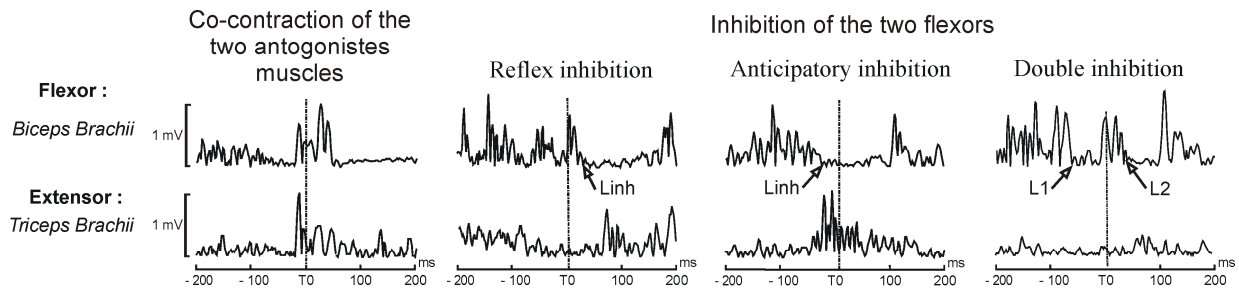 Co-contraction of the
two antogonistes
muscles
Inhibition of the two flexors
Reflex inhibition
Anticipatory inhibition
Double inhibition
Flexor :
Biceps Brachii
1 mV
Linh
Linh
L1
L2
Extensor :
Triceps Brachii
1 mV
ms
ms
ms
ms
- 200 - 100 T0 100 200
- 200 - 100 T0 100 200
- 200 - 100 T0 100 200
- 200 - 100 T0 100 200